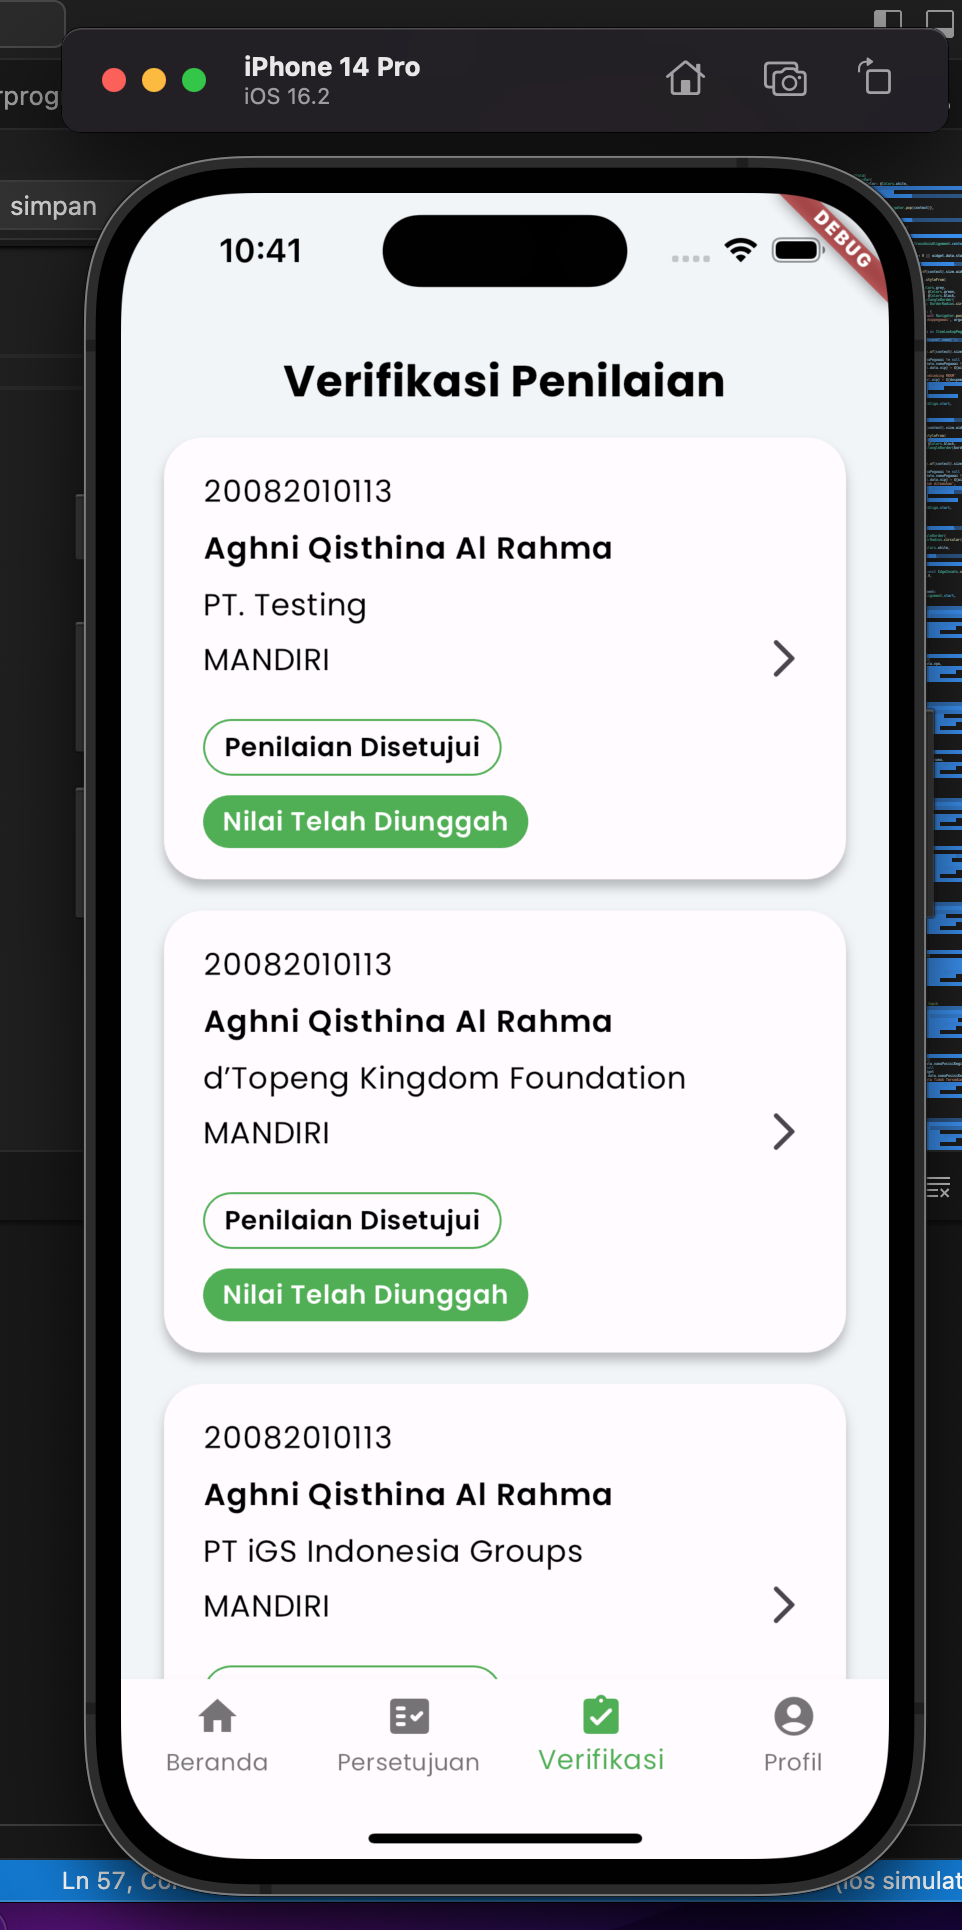 iPhone 14 Pro
iOS 16.2
rprog
simpan
10:41
DEBUG
Verifikasi Penilaian
20082010113
Aghni Qisthina Al Rahma
PT. Testing
MANDIRI
Penilaian Disetujui
Nilai Telah Diunggah
20082010113
Aghni Qisthina Al Rahma
d’Topeng Kingdom Foundation
MANDIRI
Penilaian Disetujui
Nilai Telah Diunggah
20082010113
Aghni Qisthina Al Rahma
PT iGS Indonesia Groups
MANDIRI
Beranda
Persetujuan
Verifikasi
Profil
Ln 57, Co
(ios simulat